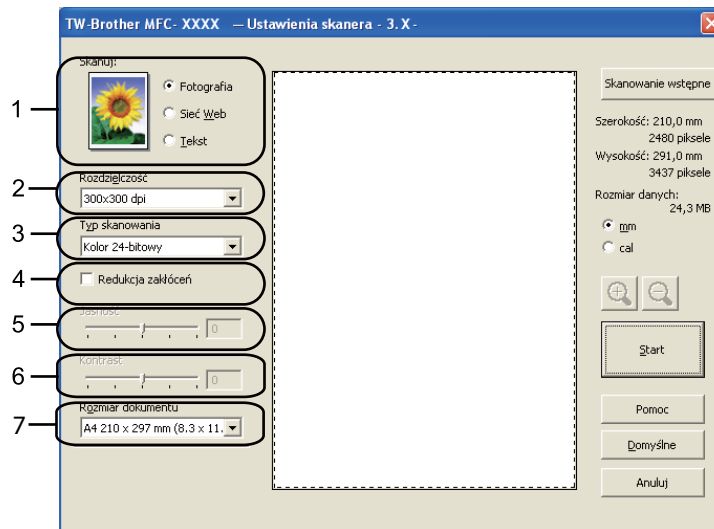 TW-Brother MFC- XXXX — Ustawienia skanera - 3. X -
Skanuj:
1
Fotografia
Sieć Web
Tekst
2
Rozdzielczość
300x300 dpi
3
Typ skanowania
Kolor 24-bitowy
4
Redukcja zakłóceń
5
Jasność
0
6
Kontrast
0
7
Rozmiar dokumentu
A4 210 x 297 mm (8.3 x 11.
Skanowanie wstępne
Szerokość: 210,0 mm
2480 piksele
Wysokość: 291,0 mm
3437 piksele
Rozmiar danych:
24,3 MB
mm
cal
Start
Pomoc
Domyślne
Anuluj